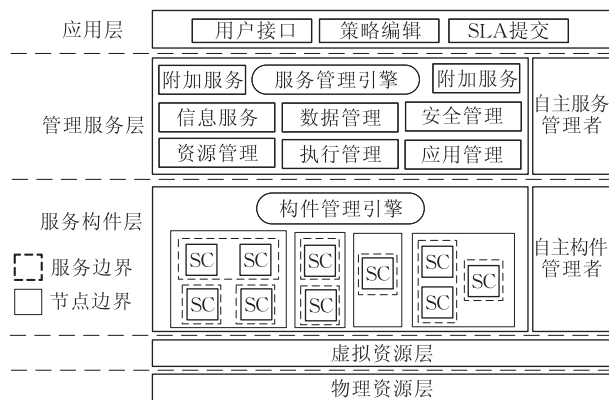 应用层
用户接口
策略编辑
SLA提交
管理服务层
附加服务
服务管理引擎
附加服务
信息服务
数据管理
安全管理
资源管理
执行管理
应用管理
自主服务
管理者
服务构件层
构件管理引擎
SC
SC
SC
SC
SC
SC
SC
SC
SC
SC
自主构件
管理者
服务边界
节点边界
虚拟资源层
物理资源层